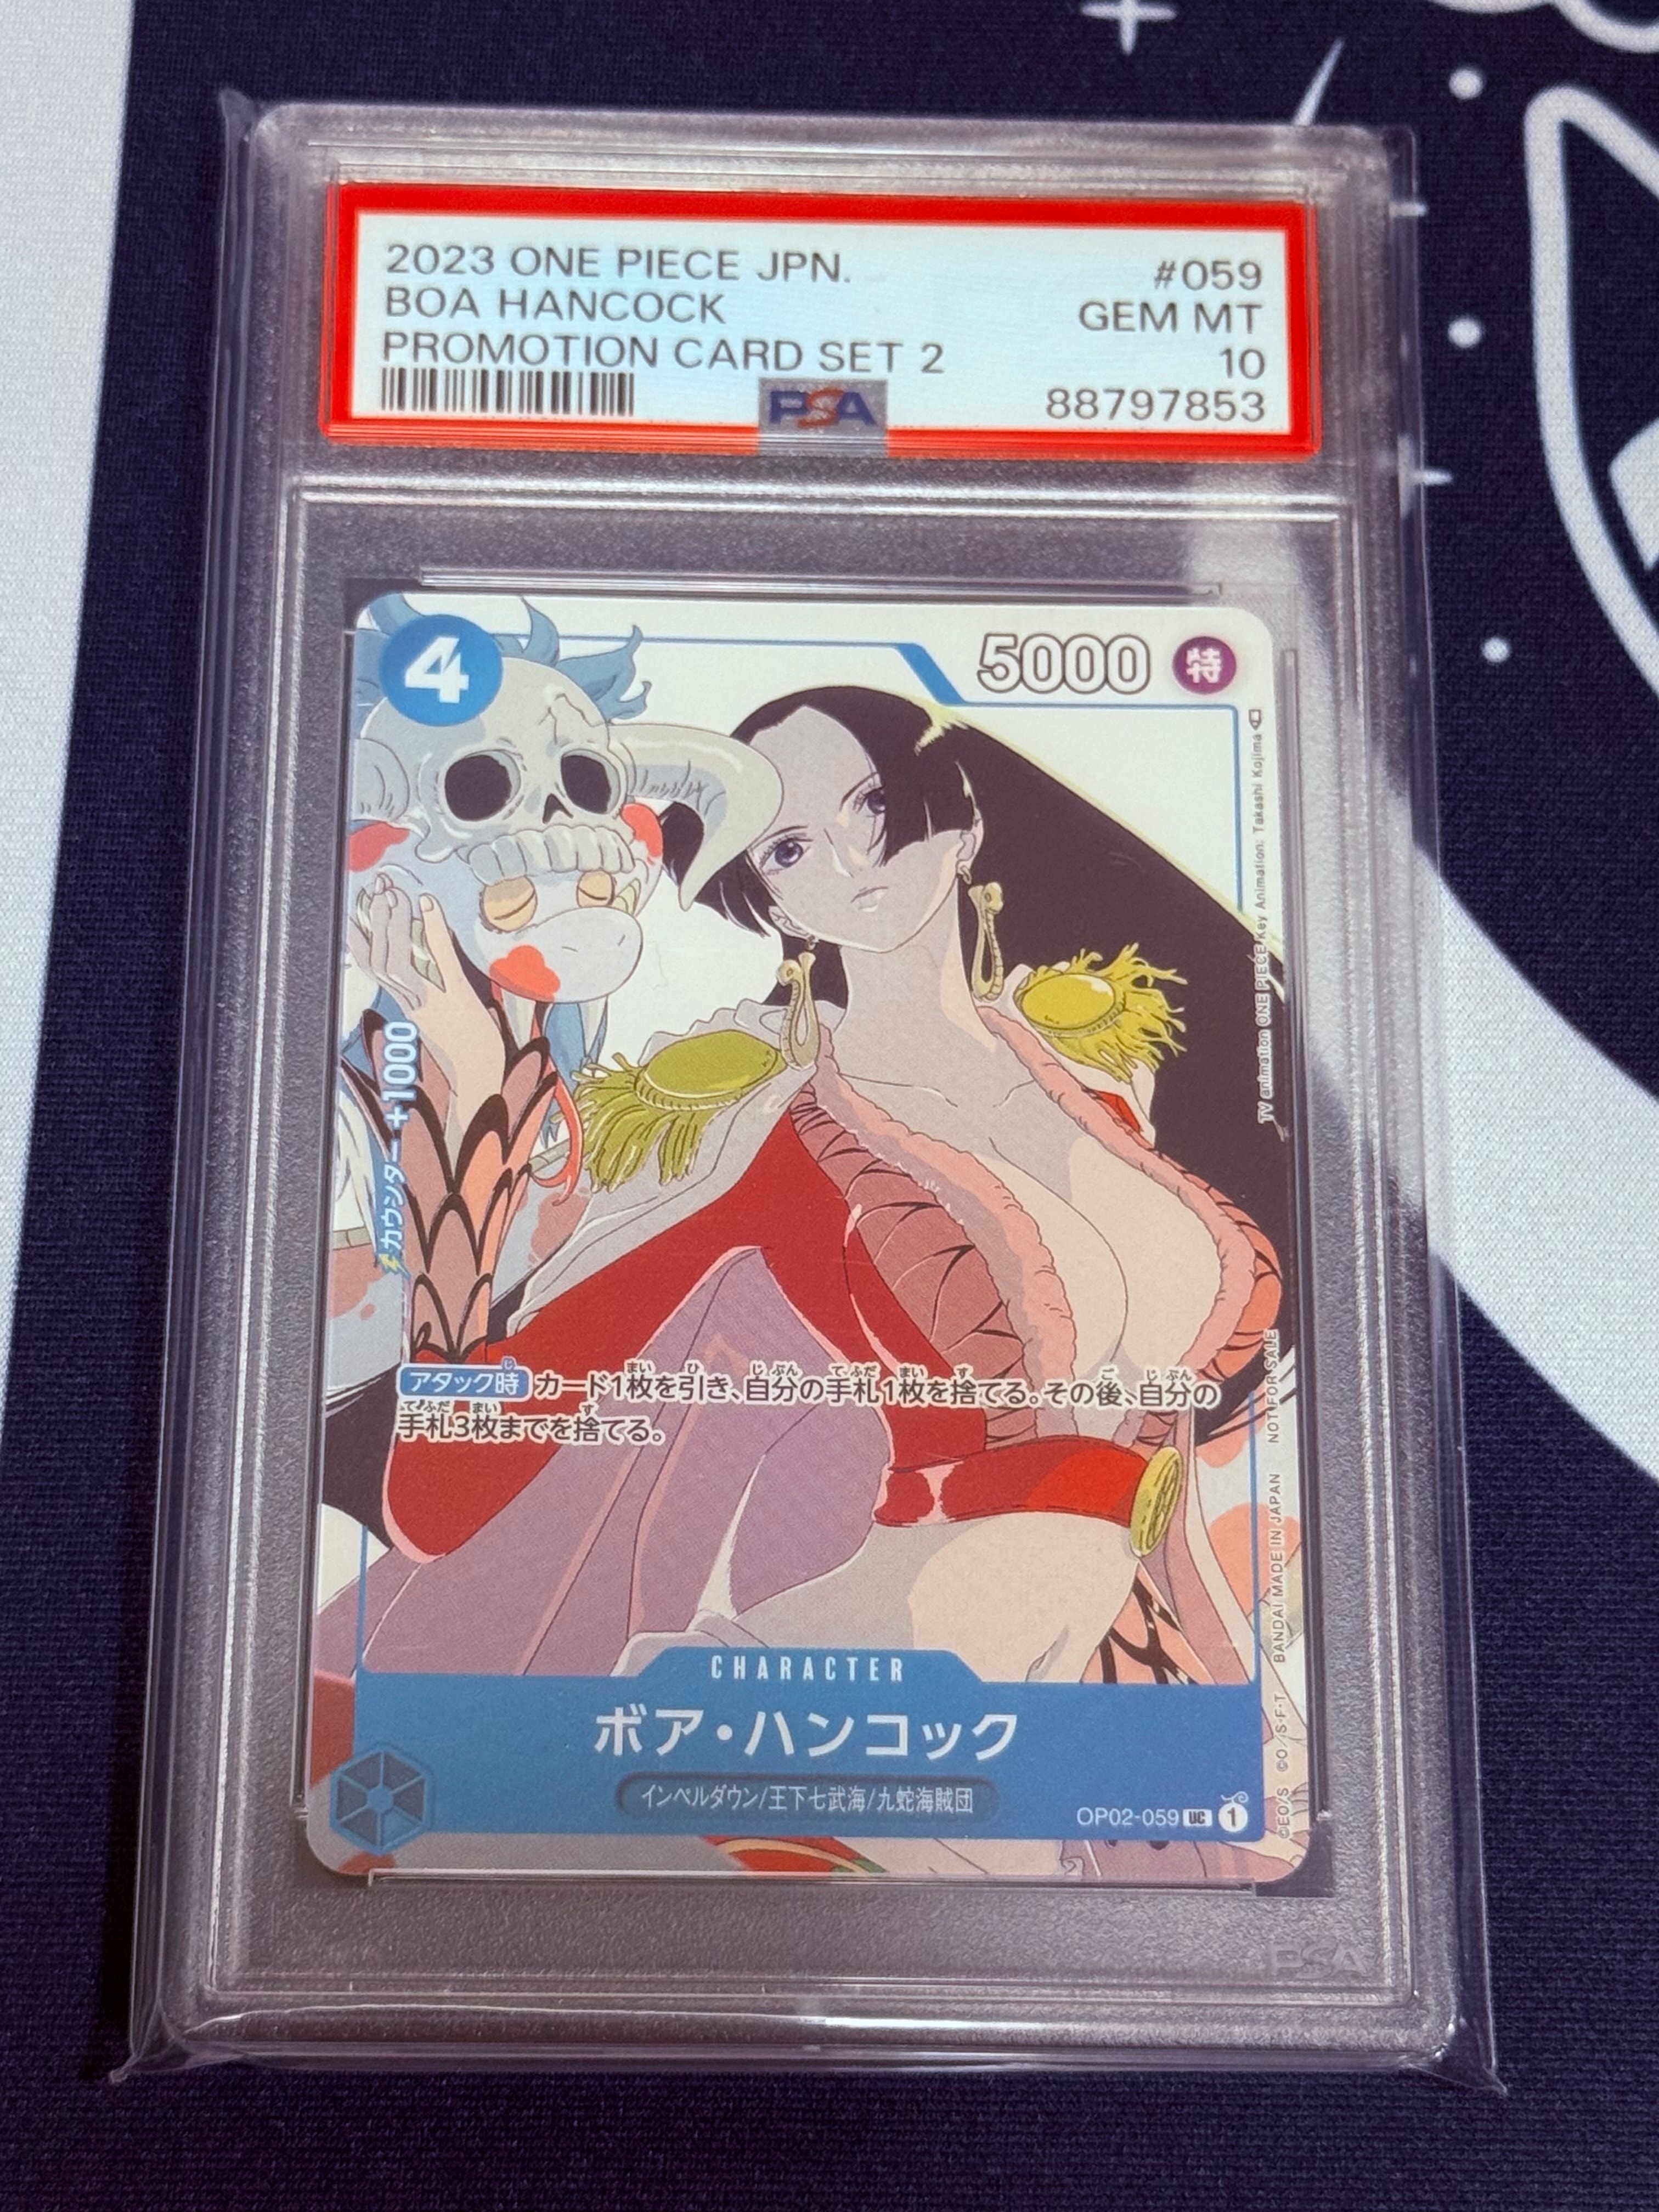 2023 ONE PIECE JPN.
#059
BOA HANCOCK
GEM MT
PROMOTION CARD SET 2
10
PSA
88797853
4
5000
特
TV animation ONE PIECE Key Animation: Takashi Kojima
カウンター +1000
アタック時 カード1枚を引き、自分の手札1枚を捨てる。その後、自分の
手札3枚までを捨てる。
CHARACTER
ボア・ハンコック
インペルダウン/王下七武海/九蛇海賊団
OP02-059 UC 1
©EO/S ©O/S・F・T BANDAI MADE IN JAPAN NOT FOR SALE
PSA